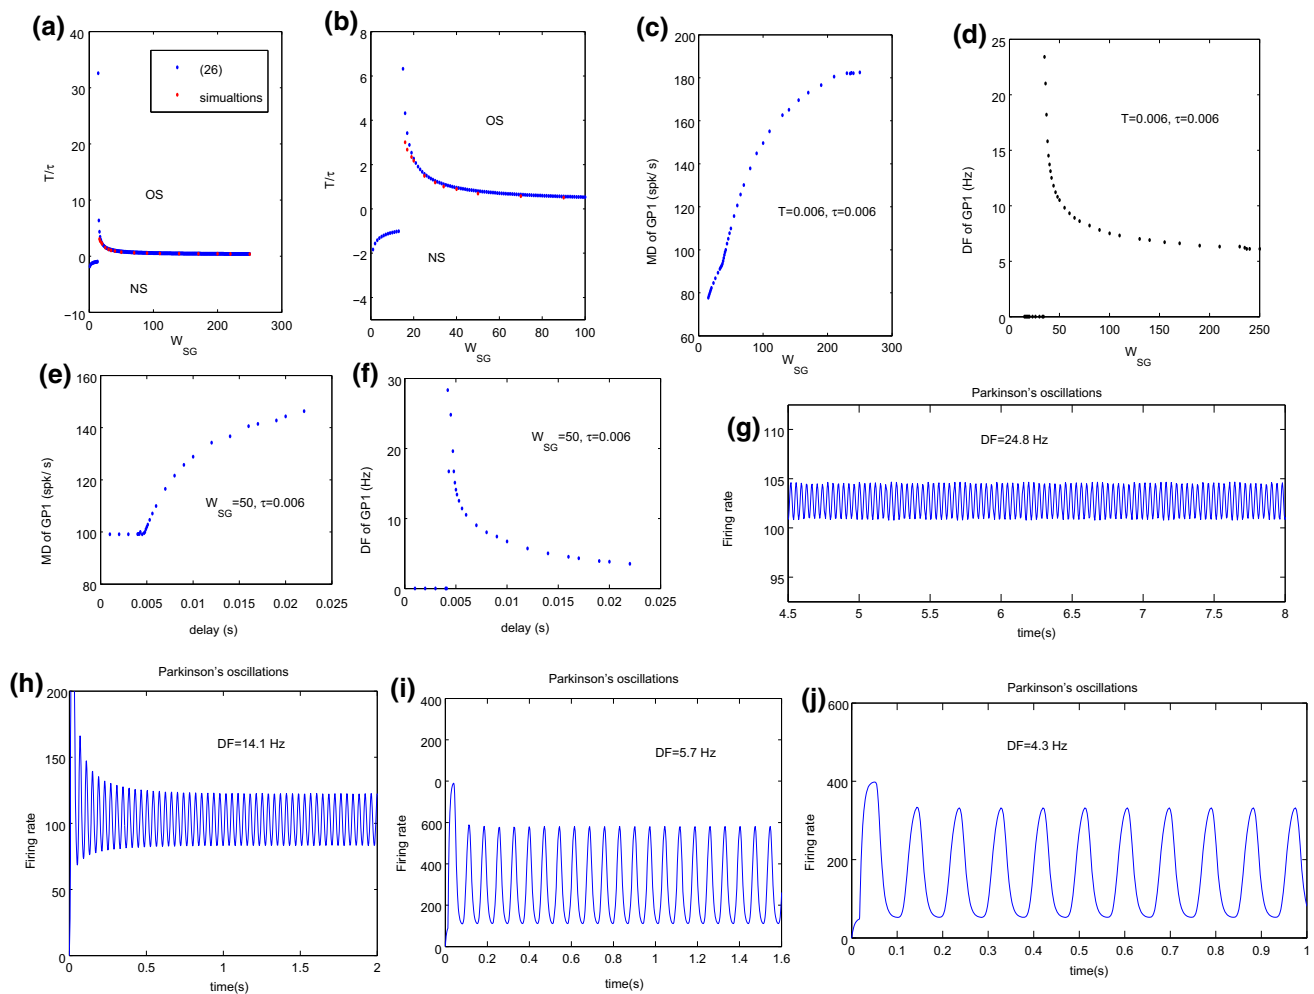 (a)
40
30
20
10
0
−10
T/τ
(26)
simualtions
OS
NS
0 100 200 300
W_SG
(b)
8
6
4
2
0
−2
−4
T/τ
OS
NS
0 20 40 60 80 100
W_SG
(c)
200
180
160
140
120
100
80
60
MD of GP1 (spk/ s)
T=0.006, τ=0.006
0 100 200 300
W_SG
(d)
25
20
15
10
5
0
DF of GP1 (Hz)
T=0.006, τ=0.006
0 50 100 150 200 250
W_SG
(e)
160
140
120
100
80
MD of GP1 (spk/ s)
W_SG=50, τ=0.006
0 0.005 0.01 0.015 0.02 0.025
delay (s)
(f)
30
20
10
0
DF of GP1 (Hz)
W_SG=50, τ=0.006
0 0.005 0.01 0.015 0.02 0.025
delay (s)
(g)
Parkinson's oscillations
DF=24.8 Hz
110
105
100
95
Firing rate
4.5 5 5.5 6 6.5 7 7.5 8
time(s)
(h)
Parkinson's oscillations
DF=14.1 Hz
200
150
100
50
0
Firing rate
0 0.5 1 1.5 2
time(s)
(i)
Parkinson's oscillations
DF=5.7 Hz
400
400
0
600
400
200
0
Firing rate
0 0.2 0.4 0.6 0.8 1 1.2 1.4 1.6
time(s)
(j)
Parkinson's oscillations
DF=4.3 Hz
600
400
200
0
Firing rate
0 0.1 0.2 0.3 0.4 0.5 0.6 0.7 0.8 0.9 1
time(s)